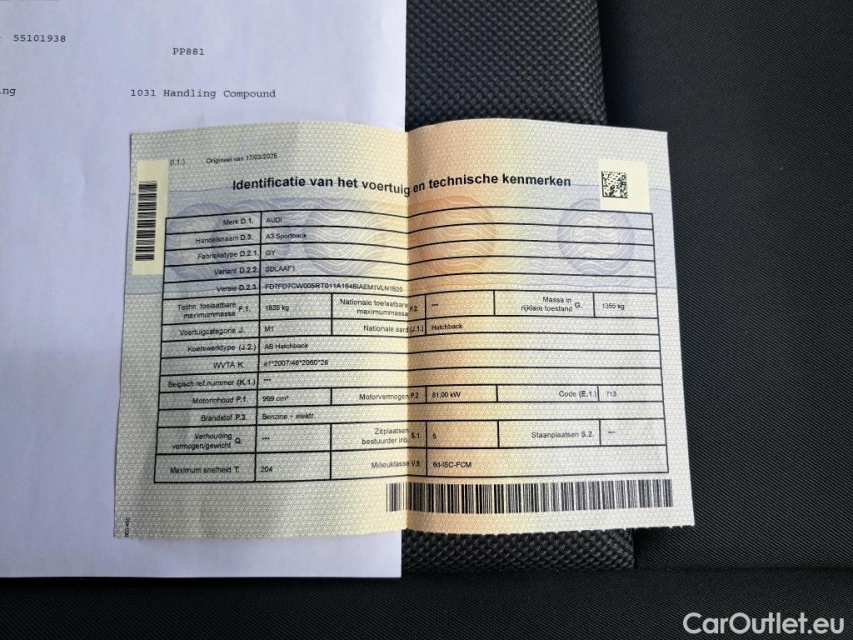 55101938
PP881
1031 Handling Compound
(I.1.) Origineel van 17/03/2025
Identificatie van het voertuig en technische kenmerken
Merk D.1. AUDI
Handelsnaam D.3. A3 Sportback
Fabriekstype D.2.1. GY
Variant D.2.2. SDLAAF1
Versie D.2.3.
Techn. toelaatbare maximummassa F.1. 1835 kg Nationale toelaatbare maximummassa F.2. --- Massa in rijklare toestand G. 1355 kg
Voertuigcategorie J. M1 Nationale aard (J.1.) Hatchback
Koetswerktype (J.2.) AB Hatchback
WVTA K. e1*2007/46*2060*26
Belgisch ref.nummer (K.1.) ---
Motorinhoud P.1. 999 cm³ Motorvermogen P.2. 81.00 kW Code (E.1.) 713
Brandstof P.3. Benzine - elektr.
Verhouding vermogen/gewicht Q. --- Zitplaatsen bestuurder inb. S.1. 5 Staanplaatsen S.2. ---
Maximum snelheid T. 204 Milieuklasse V.9. 6d-ISC-FCM
CarOutlet.eu